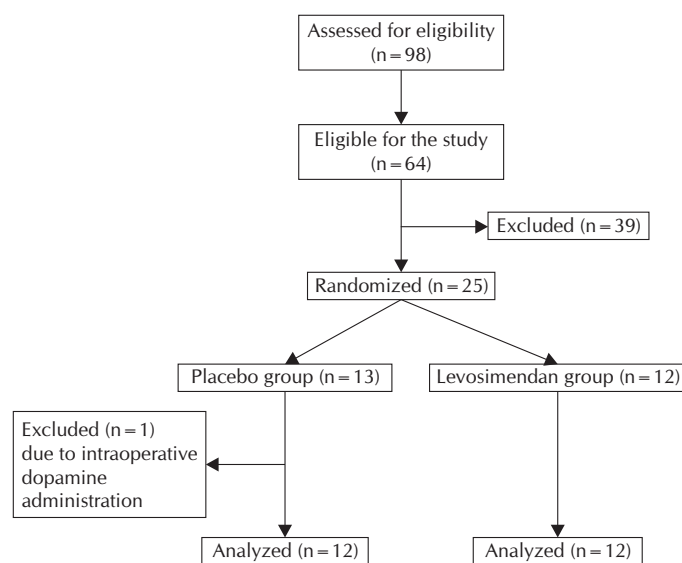 Assessed for eligibility
(n=98)
Eligible for the study
(n=64)
Excluded (n=39)
Randomized (n=25)
Placebo group (n=13)
Levosimendan group (n=12)
Excluded (n=1)
due to intraoperative
dopamine
administration
Analyzed (n=12)
Analyzed (n=12)